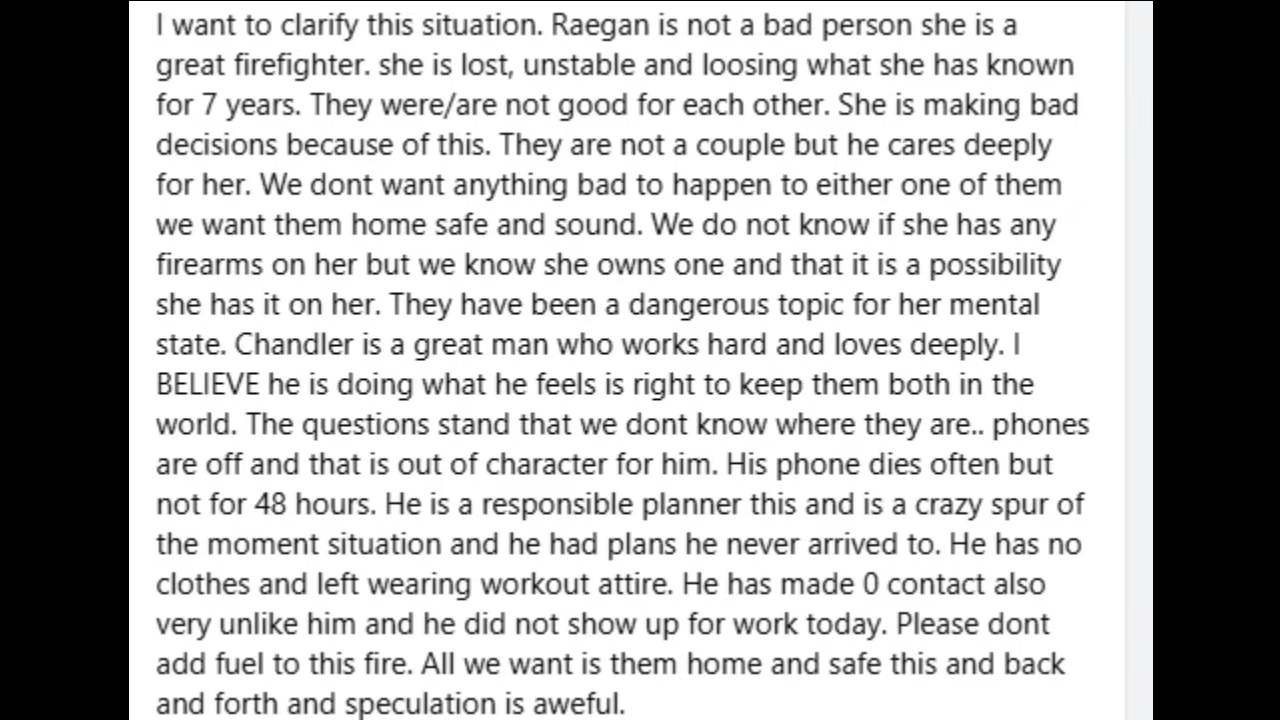 I want to clarify this situation. Raegan is not a bad person she is a
great firefighter. she is lost, unstable and loosing what she has known
for 7 years. They were/are not good for each other. She is making bad
decisions because of this. They are not a couple but he cares deeply
for her. We dont want anything bad to happen to either one of them
we want them home safe and sound. We do not know if she has any
firearms on her but we know she owns one and that it is a possibility
she has it on her. They have been a dangerous topic for her mental
state. Chandler is a great man who works hard and loves deeply. I
BELIEVE he is doing what he feels is right to keep them both in the
world. The questions stand that we dont know where they are.. phones
are off and that is out of character for him. His phone dies often but
not for 48 hours. He is a responsible planner this and is a crazy spur of
the moment situation and he had plans he never arrived to. He has no
clothes and left wearing workout attire. He has made 0 contact also
very unlike him and he did not show up for work today. Please dont
add fuel to this fire. All we want is them home and safe this and back
and forth and speculation is aweful.